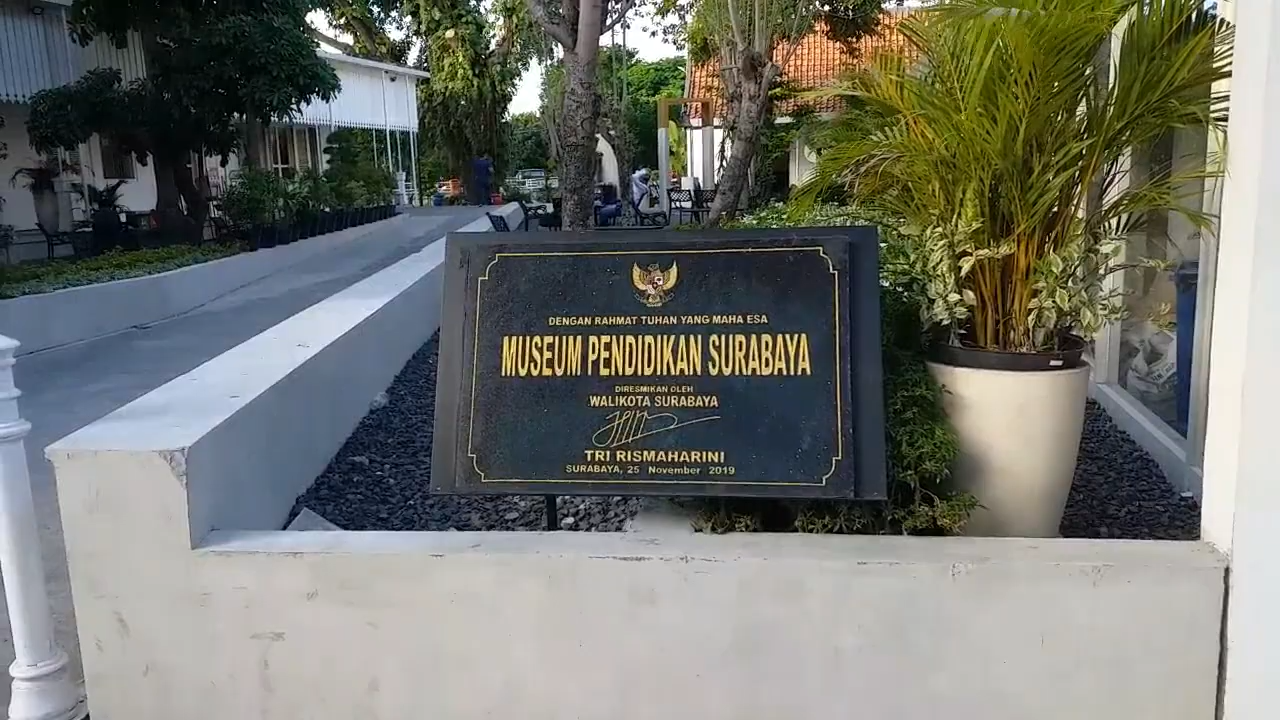 DENGAN RAHMAT TUHAN YANG MAHA ESA
MUSEUM PENDIDIKAN SURABAYA
DIRESMIKAN OLEH
WALIKOTA SURABAYA
TRI RISMAHARINI
SURABAYA, 25 November 2019